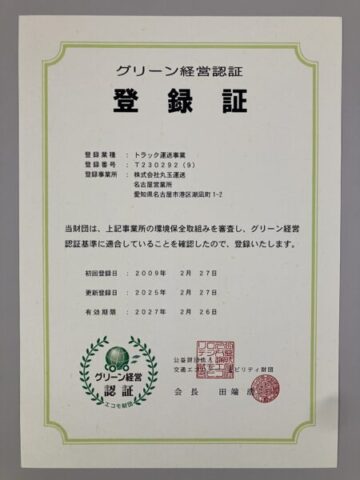 グリーン経営認証
登録証
登録業種 : トラック運送事業
登録番号 : T230292(9)
登録事業所 : 株式会社丸玉運送
名古屋営業所
愛知県名古屋市港区潮凪町1-2
当財団は、上記事業所の環境保全取組みを審査し、グリーン経営
認証基準に適合していることを確認したので、登録いたします。
初回登録日 : 2009年 2月27日
更新登録日 : 2025年 2月27日
有効期限 : 2027年 2月26日
グリーン経営
認証
エコモ財団
公益財団法人
交通エコ ビリティ財団
会長 田端